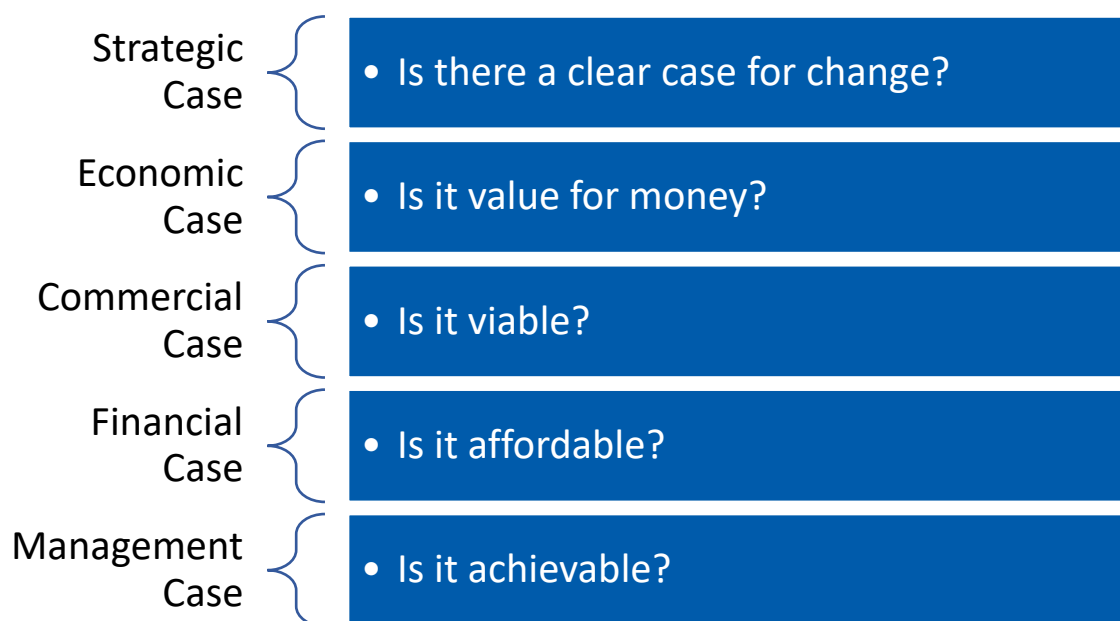 Strategic
Case
• Is there a clear case for change?
Economic
Case
• Is it value for money?
Commercial
Case
• Is it viable?
Financial
Case
• Is it affordable?
Management
Case
• Is it achievable?